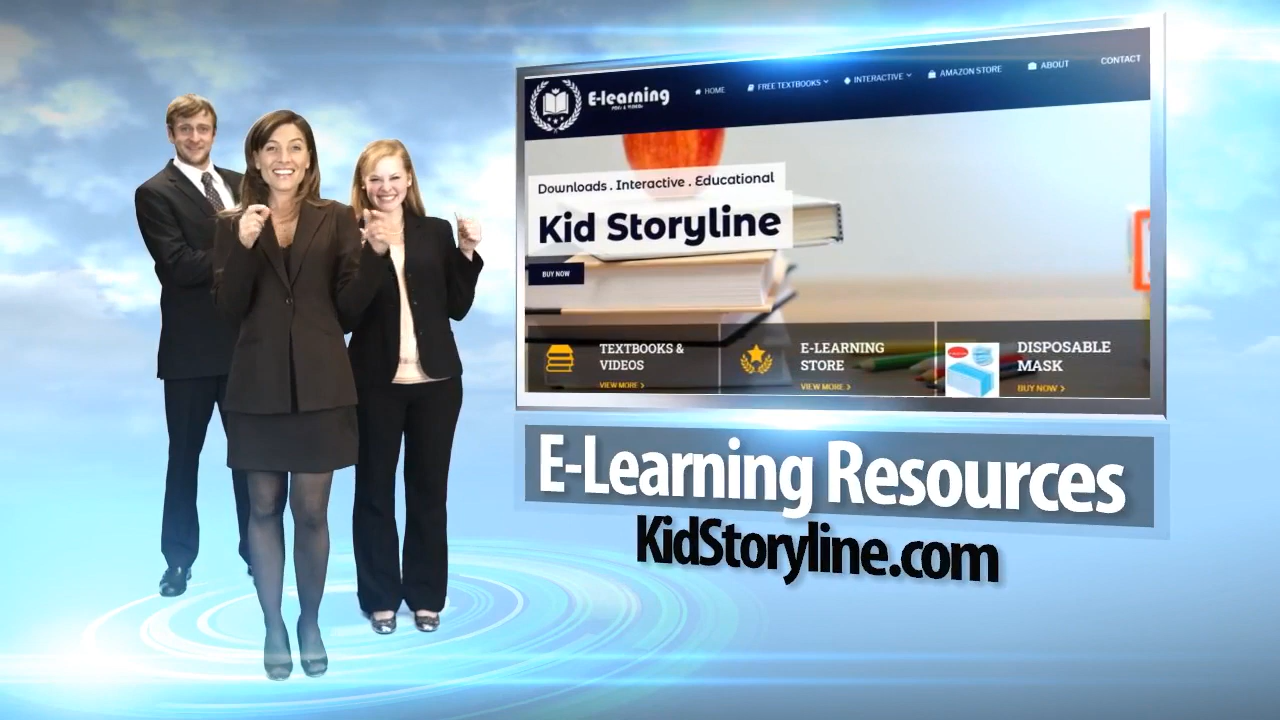 E-learning
HOME
FREE TEXTBOOKS
INTERACTIVE
AMAZON STORE
ABOUT
CONTACT
Downloads . Interactive . Educational
Kid Storyline
BUY NOW
TEXTBOOKS &
VIDEOS
VIEW MORE >
E-LEARNING
STORE
VIEW MORE >
DISPOSABLE
MASK
BUY NOW >
E-Learning Resources
KidStoryline.com